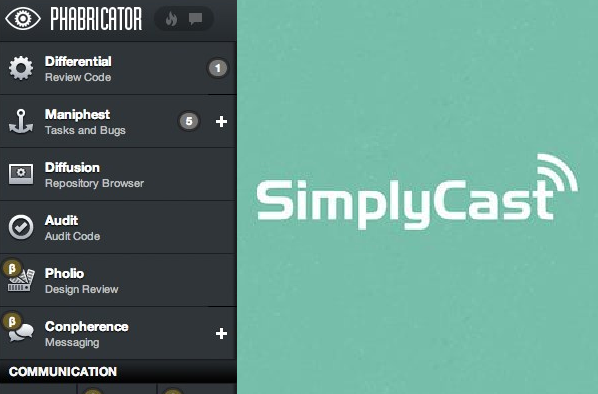 PHABRICATOR
Differential
Review Code
1
Maniphest
Tasks and Bugs
5
+
Diffusion
Repository Browser
Audit
Audit Code
β
Pholio
Design Review
β
Conpherence
Messaging
+
COMMUNICATION
SimplyCast